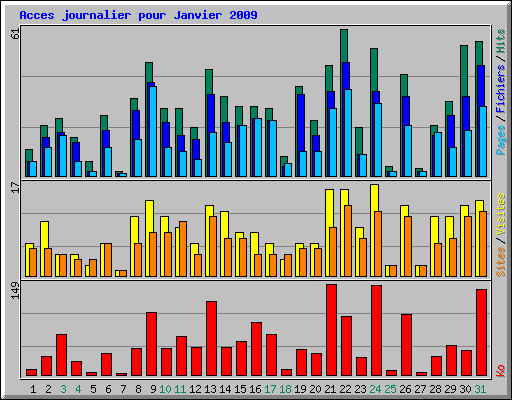 Acces journalier pour Janvier 2009
61
Pages/Fichiers/Hits
17
Sites/Visites
149
Ko
1 2 3 4 5 6 7 8 9 10 11 12 13 14 15 16 17 18 19 20 21 22 23 24 25 26 27 28 29 30 31